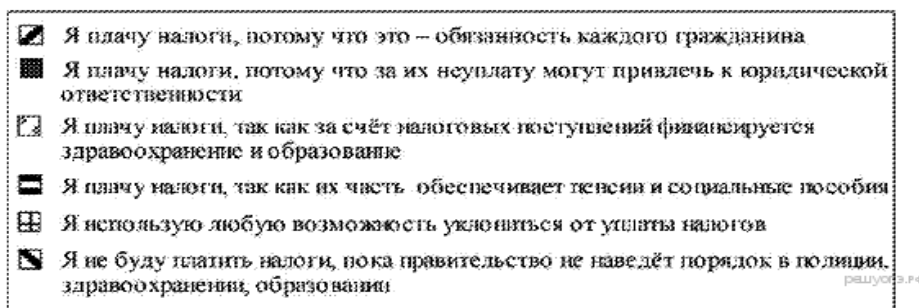 Я плачу налоги, потому что это – обязанность каждого гражданина
Я плачу налоги, потому что за их неуплату могут привлечь к юридической
ответственности
Я плачу налоги, так как за счёт налоговых поступлений финансируется
здравоохранение и образование
Я плачу налоги, так как их часть обеспечивает пенсии и социальные пособия
Я использую любую возможность уклониться от уплаты налогов
Я не буду платить налоги, пока правительство не наведёт порядок в полиции,
здравоохранении, образовании
решуогэ.рф